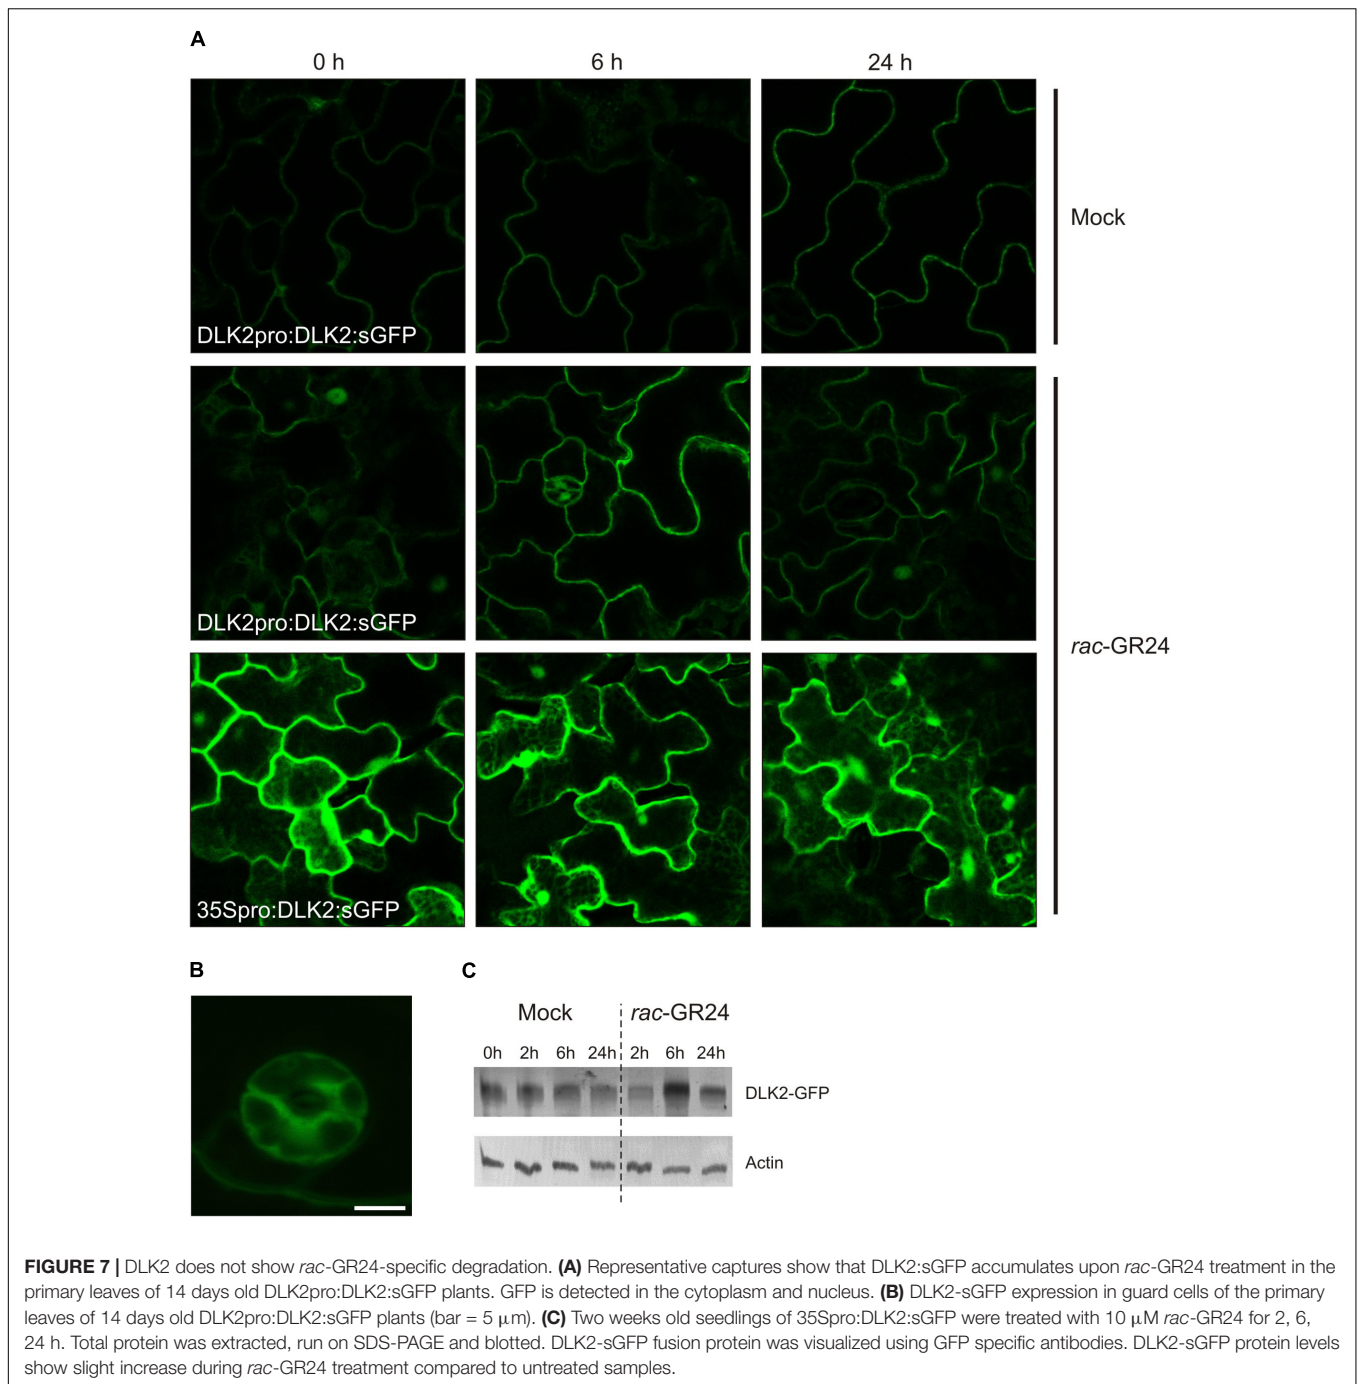 A
0 h 6 h 24 h
DLK2pro:DLK2:sGFP
Mock
DLK2pro:DLK2:sGFP
rac-GR24
35Spro:DLK2:sGFP
B C
Mock rac-GR24
0h 2h 6h 24h 2h 6h 24h
DLK2-GFP
Actin
FIGURE 7 | DLK2 does not show rac-GR24-specific degradation. (A) Representative captures show that DLK2:sGFP accumulates upon rac-GR24 treatment in the
primary leaves of 14 days old DLK2pro:DLK2:sGFP plants. GFP is detected in the cytoplasm and nucleus. (B) DLK2-sGFP expression in guard cells of the primary
leaves of 14 days old DLK2pro:DLK2:sGFP plants (bar = 5 μm). (C) Two weeks old seedlings of 35Spro:DLK2:sGFP were treated with 10 μM rac-GR24 for 2, 6,
24 h. Total protein was extracted, run on SDS-PAGE and blotted. DLK2-sGFP fusion protein was visualized using GFP specific antibodies. DLK2-sGFP protein levels
show slight increase during rac-GR24 treatment compared to untreated samples.